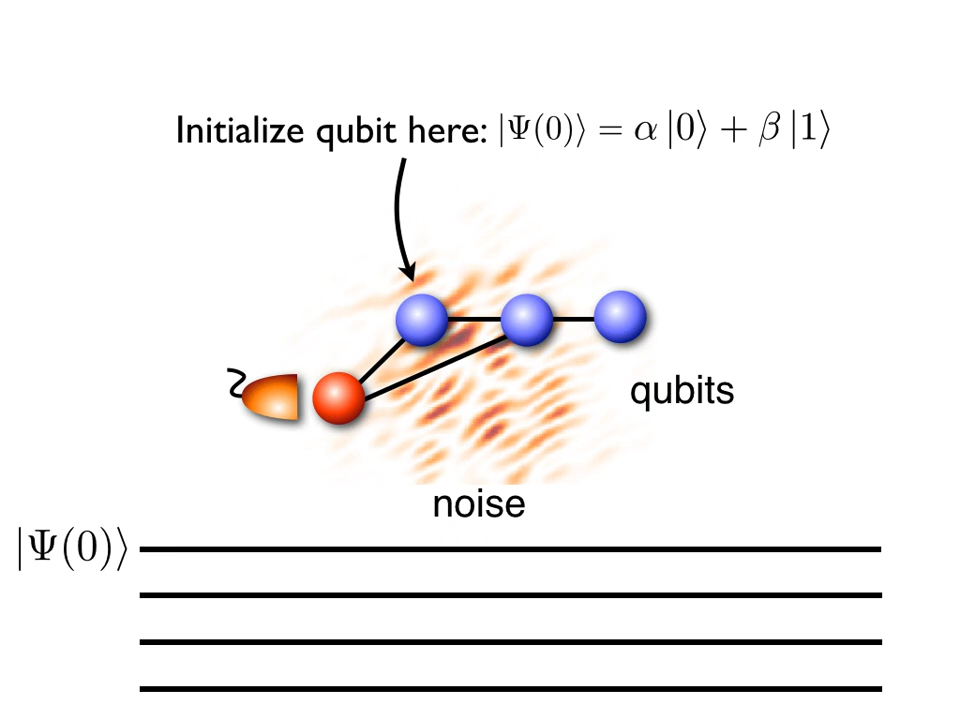 Initialize qubit here: |Ψ(0)⟩ = α |0⟩ + β |1⟩
qubits
noise
|Ψ(0)⟩